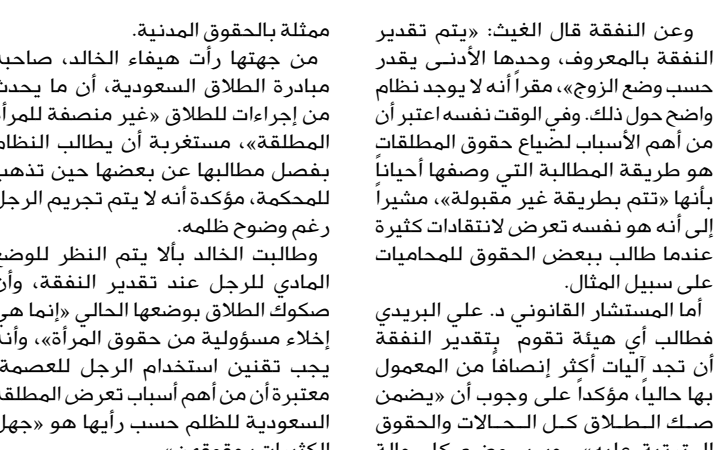 وعن النفقة قال الغيث: «يتم تقدير
النفقة بالمعروف، وحدها الأدنـى يقدر
حسب وضع الزوج»، مقراً أنه لا يوجد نظام
واضح حول ذلك. وفي الوقت نفسه اعتبر أن
من أهم الأسباب لضياع حقوق المطلقات
هو طريقة المطالبة التي وصفها أحياناً
بأنها «تتم بطريقة غير مقبولة»، مشيراً
إلى أنه هو نفسه تعرض لانتقادات كثيرة
عندما طالب ببعض الحقوق للمحاميات
على سبيل المثال.
أما المستشار القانوني د. علي البريدي
فطالب أي هيئة تقوم بتقدير النفقة
أن تجد آليات أكثر إنصافاً من المعمول
بها حالياً، مؤكداً على وجوب أن «يضمن
صـك الـطـلاق كـل الـحـالات والحقوق
ممثلة بالحقوق المدنية.
من جهتها رأت هيفاء الخالد، صاحبة
مبادرة الطلاق السعودية، أن ما يحدث
من إجراءات للطلاق «غير منصفة للمرأة
المطلقة»، مستغربة أن يطالب النظام
بفصل مطالبها عن بعضها حين تذهب
للمحكمة، مؤكدة أنه لا يتم تجريم الرجل
رغم وضوح ظلمه.
وطالبت الخالد بألا يتم النظر للوضع
المادي للرجل عند تقدير النفقة، وأن
صكوك الطلاق بوضعها الحالي «إنما هي
إخلاء مسؤولية من حقوق المرأة»، وأنه
يجب تقنين استخدام الرجل للعصمة،
معتبرة أن من أهم أسباب تعرض المطلقة
السعودية للظلم حسب رأيها هو «جهل